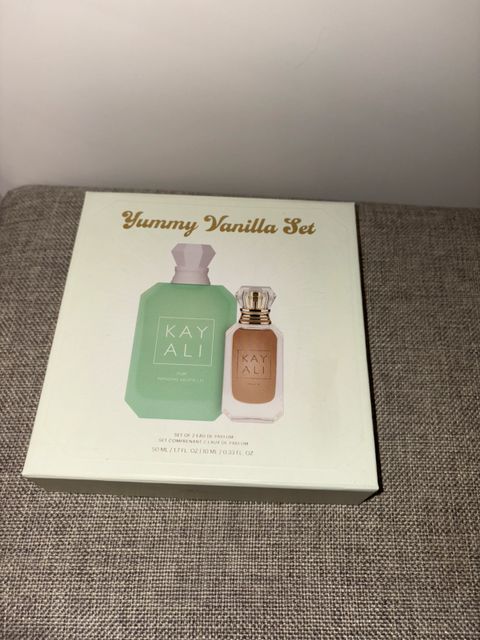 Yummy Vanilla Set
KAY
ALI
KAY
ALI
SET OF 2 EAU DE PARFUM
SET COMPRENANT 2 EAUX DE PARFUM
50 ML / 1.7 FL. OZ / 10 ML / 0.33 FL. OZ